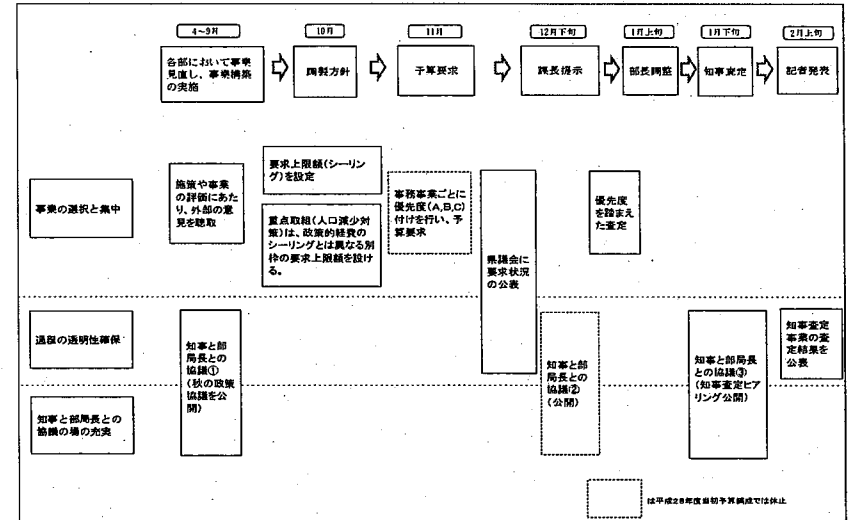 4～9月
10月
11月
12月下旬
1月上旬
1月下旬
2月上旬
各部において事業
見直し、事業構築
の実施
調製方針
予算要求
課長提示
部長調整
知事査定
記者発表
事業の選択と集中
施策や事業
の評価にあた
り、外部の意
見を聴取
要求上限額(シーリン
グ)を設定
重点取組(人口減少対
策)は、政策的経費の
シーリングとは異なる別
枠の要求上限額を設け
る。
事務事業ごとに
優先度(A,B,C)
付けを行い、予
算要求
県議会に
要求状況
の公表
優先度
を踏まえ
た査定
過程の透明性確保
知事と部
局長との
協議①
(秋の政策
協議を公
開)
知事と部
局長との
協議②
(公開)
知事と部局長
との協議③
(知事査定ヒア
リング公開)
知事査定
事業の査
定結果を
公表
知事と部局長との
協議の場の充実
は平成28年度当初予算編成では休止